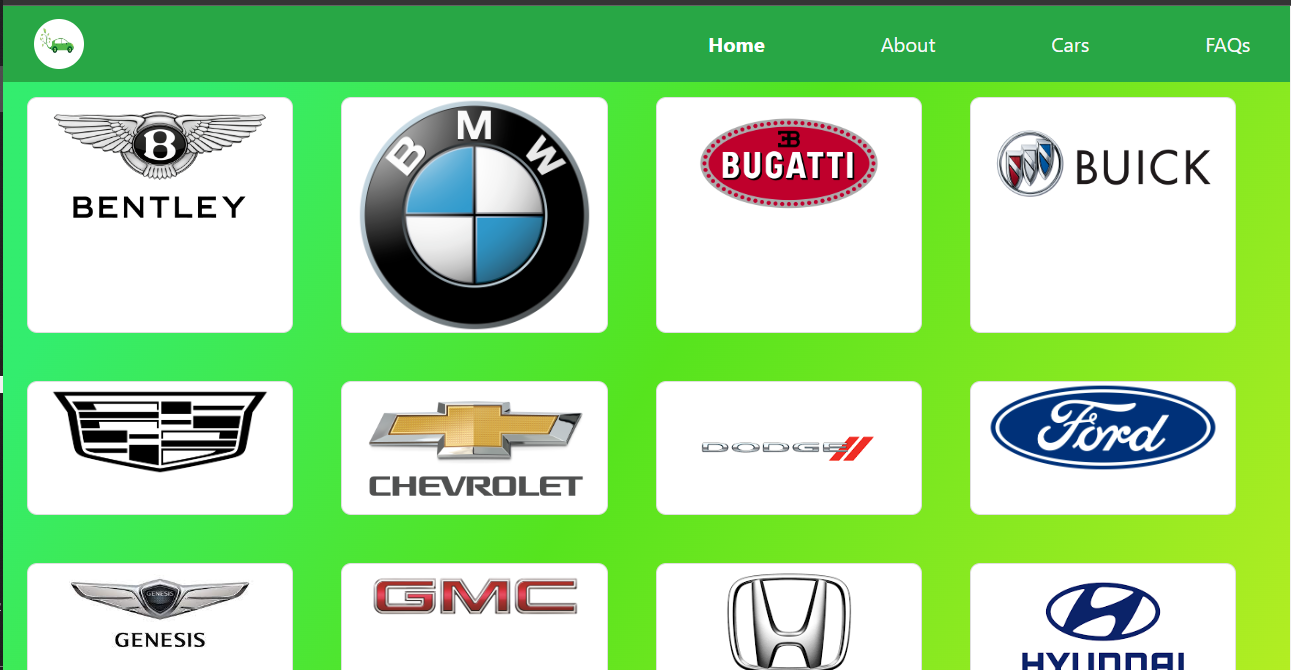 Home About Cars FAQs
B
BENTLEY
BMW
EB
BUGATTI
BUICK
CHEVROLET
DODGE
Ford
GENESIS
GENESIS
GMC
HYUNDAI